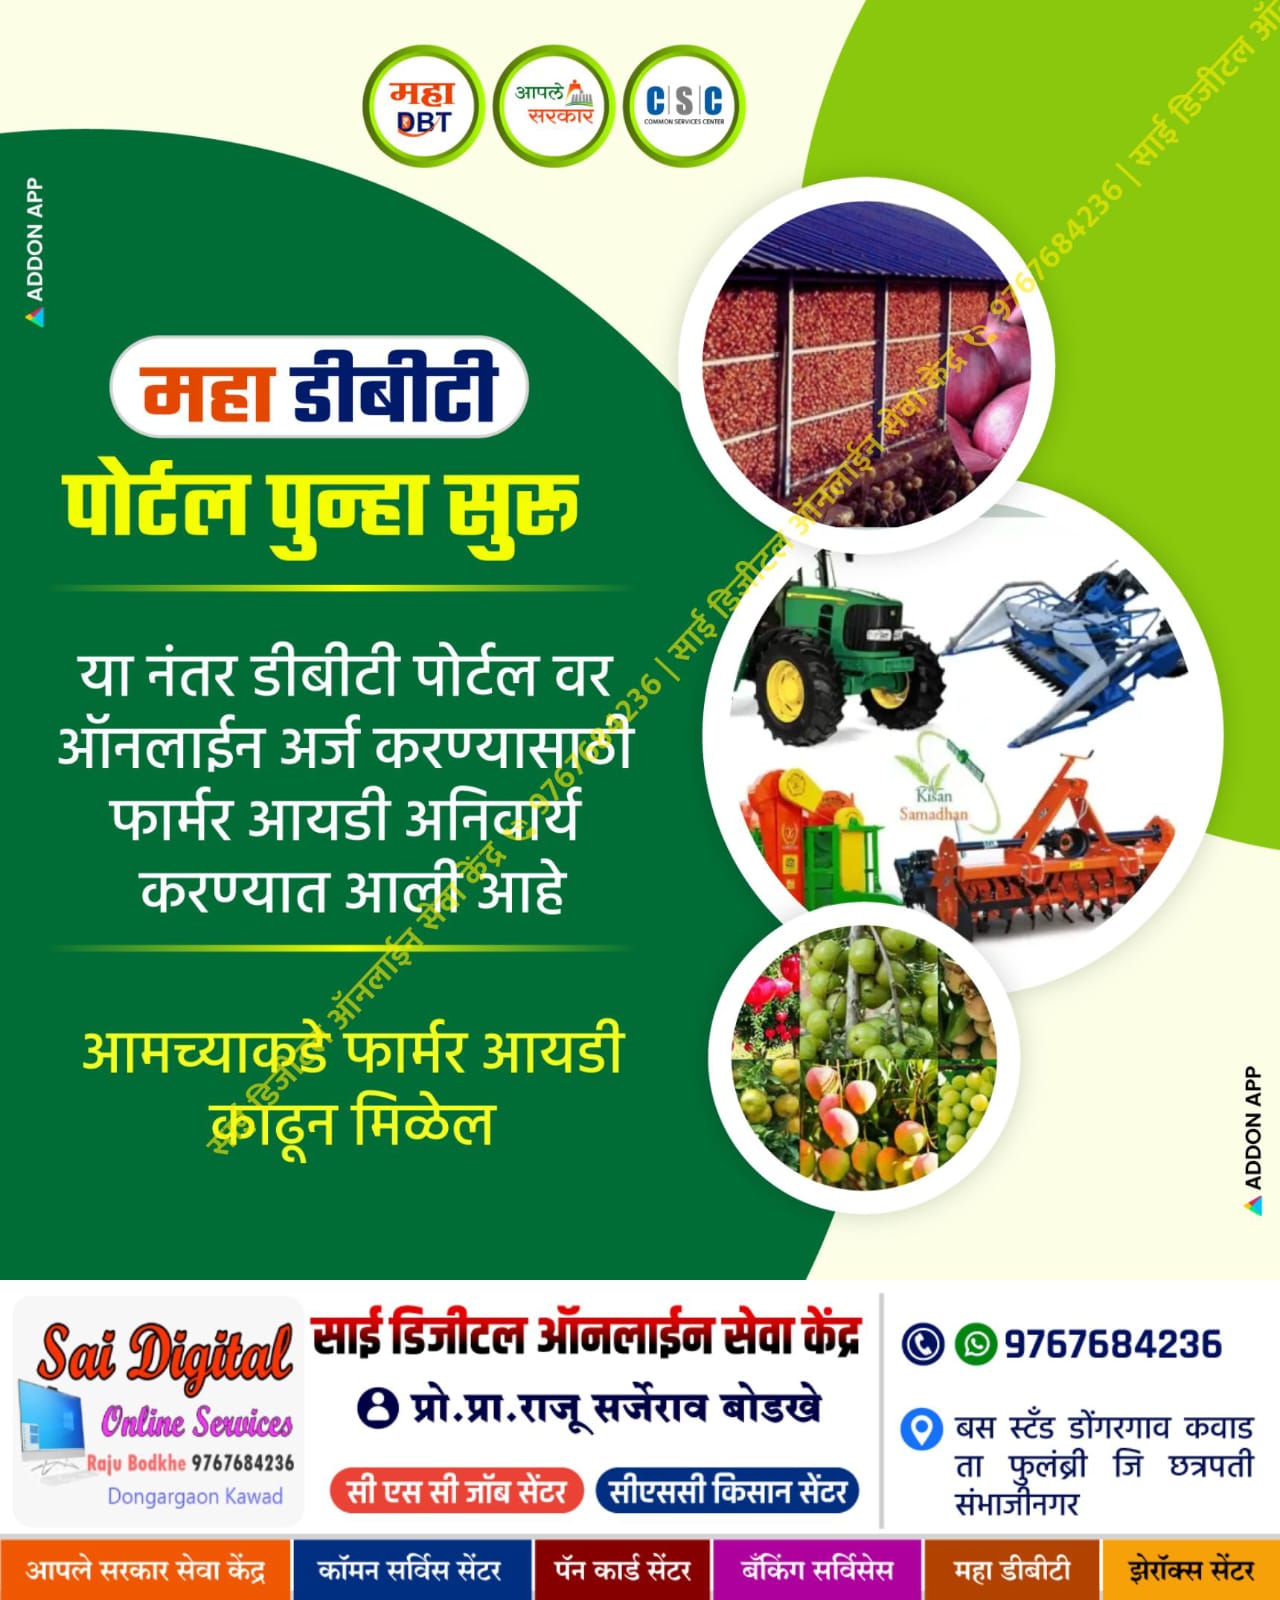 महा
DBT
आपले
सरकार
C|S|C
COMMON SERVICES CENTER
ADDON APP
महा डीबीटी
पोर्टल पुन्हा सुरू
या नंतर डीबीटी पोर्टल वर
ऑनलाईन अर्ज करण्यासाठी
फार्मर आयडी अनिवार्य
करण्यात आली आहे
आमच्याकडे फार्मर आयडी
काढून मिळेल
Kisan
Samadhan
साई डिजीटल ऑनलाईन सेवा केंद्र 9767684236 | साई डिजीटल ऑनलाईन सेवा केंद्र 9767684236 | साई डिजीटल
ADDON APP
Sai Digital
Online Services
Raju Bodkhe 9767684236
Dongargaon Kawad
साई डिजीटल ऑनलाईन सेवा केंद्र
प्रो.प्रा.राजू सर्जेराव बोडखे
सी एस सी जॉब सेंटर
सीएससी किसान सेंटर
9767684236
बस स्टँड डोंगरगाव कवाड
ता फुलंब्री जि छत्रपती
संभाजीनगर
आपले सरकार सेवा केंद्र
कॉमन सर्विस सेंटर
पॅन कार्ड सेंटर
बँकिंग सर्विसेस
महा डीबीटी
झेरॉक्स सेंटर